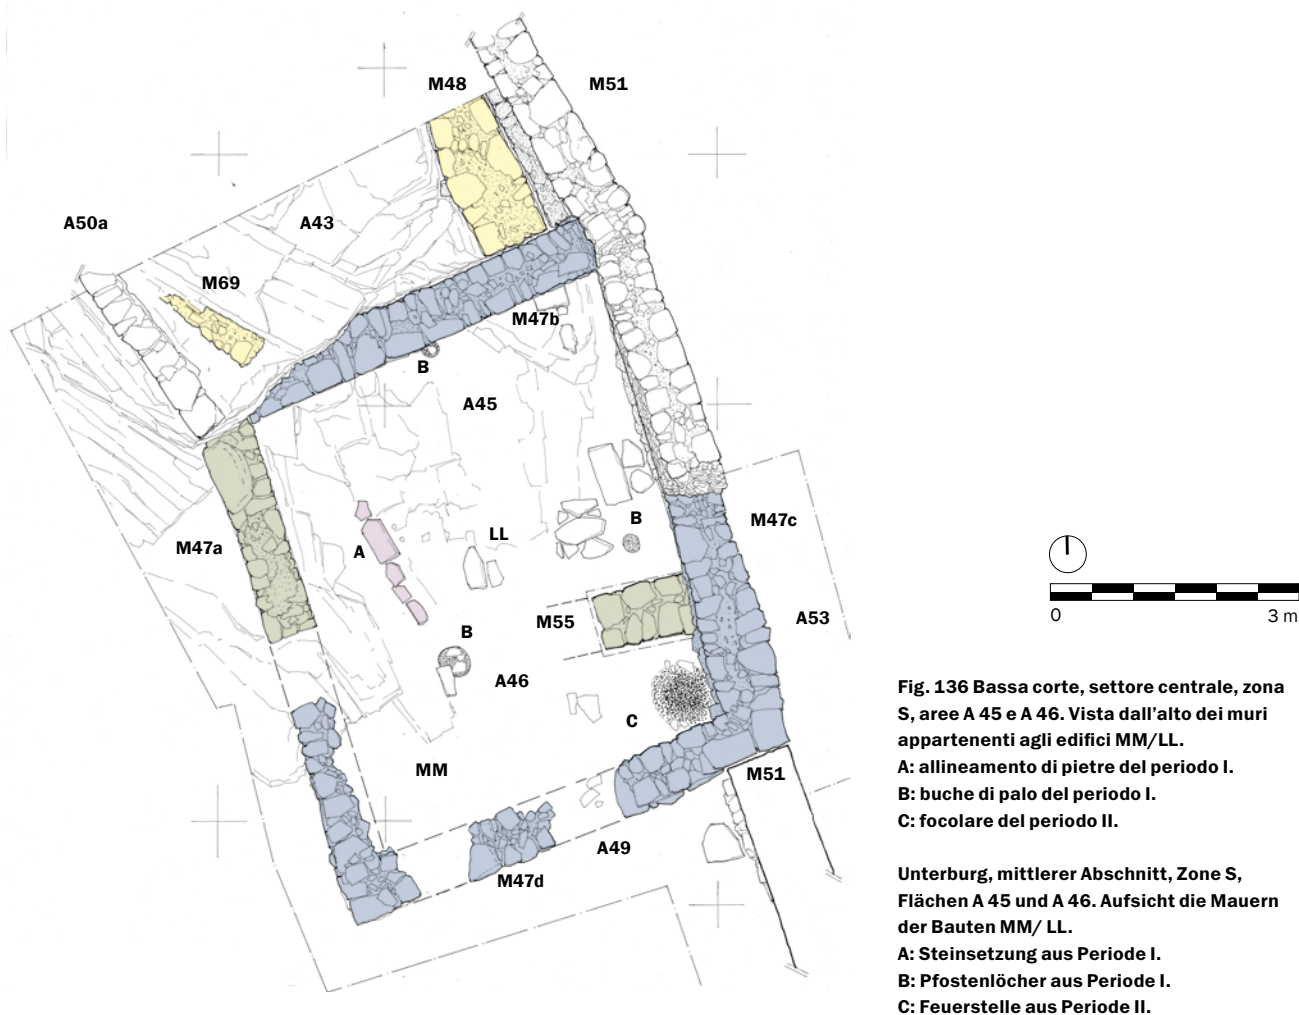 M48
M51
A50a
A43
M69
M47b
B
A45
B
M47c
LL
A
M47a
A53
M55
B
A46
C
MM
M51
A49
M47d
0
3 m
Fig. 136 Bassa corte, settore centrale, zona
S, aree A 45 e A 46. Vista dall'alto dei muri
appartenenti agli edifici MM/LL.
A: allineamento di pietre del periodo I.
B: buche di palo del periodo I.
C: focolare del periodo II.
Unterburg, mittlerer Abschnitt, Zone S,
Flächen A 45 und A 46. Aufsicht die Mauern
der Bauten MM/ LL.
A: Steinsetzung aus Periode I.
B: Pfostenlöcher aus Periode I.
C: Feuerstelle aus Periode II.